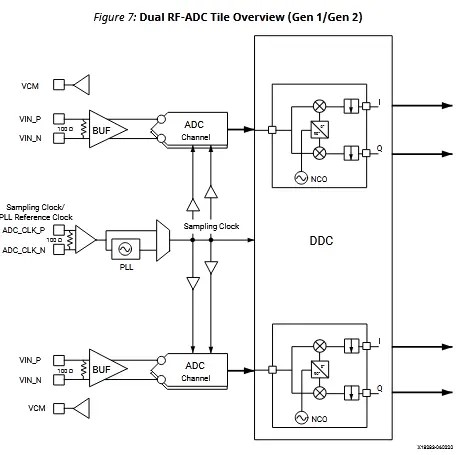 Figure 7: Dual RF-ADC Tile Overview (Gen 1/Gen 2)
VCM
VIN_P
100 Ω
VIN_N
BUF
ADC
Channel
I
Q
NCO
Sampling Clock/
PLL Reference Clock
ADC_CLK_P
100 Ω
ADC_CLK_N
PLL
Sampling Clock
DDC
VIN_P
100 Ω
VIN_N
BUF
ADC
Channel
I
Q
NCO
VCM
X18268-060220